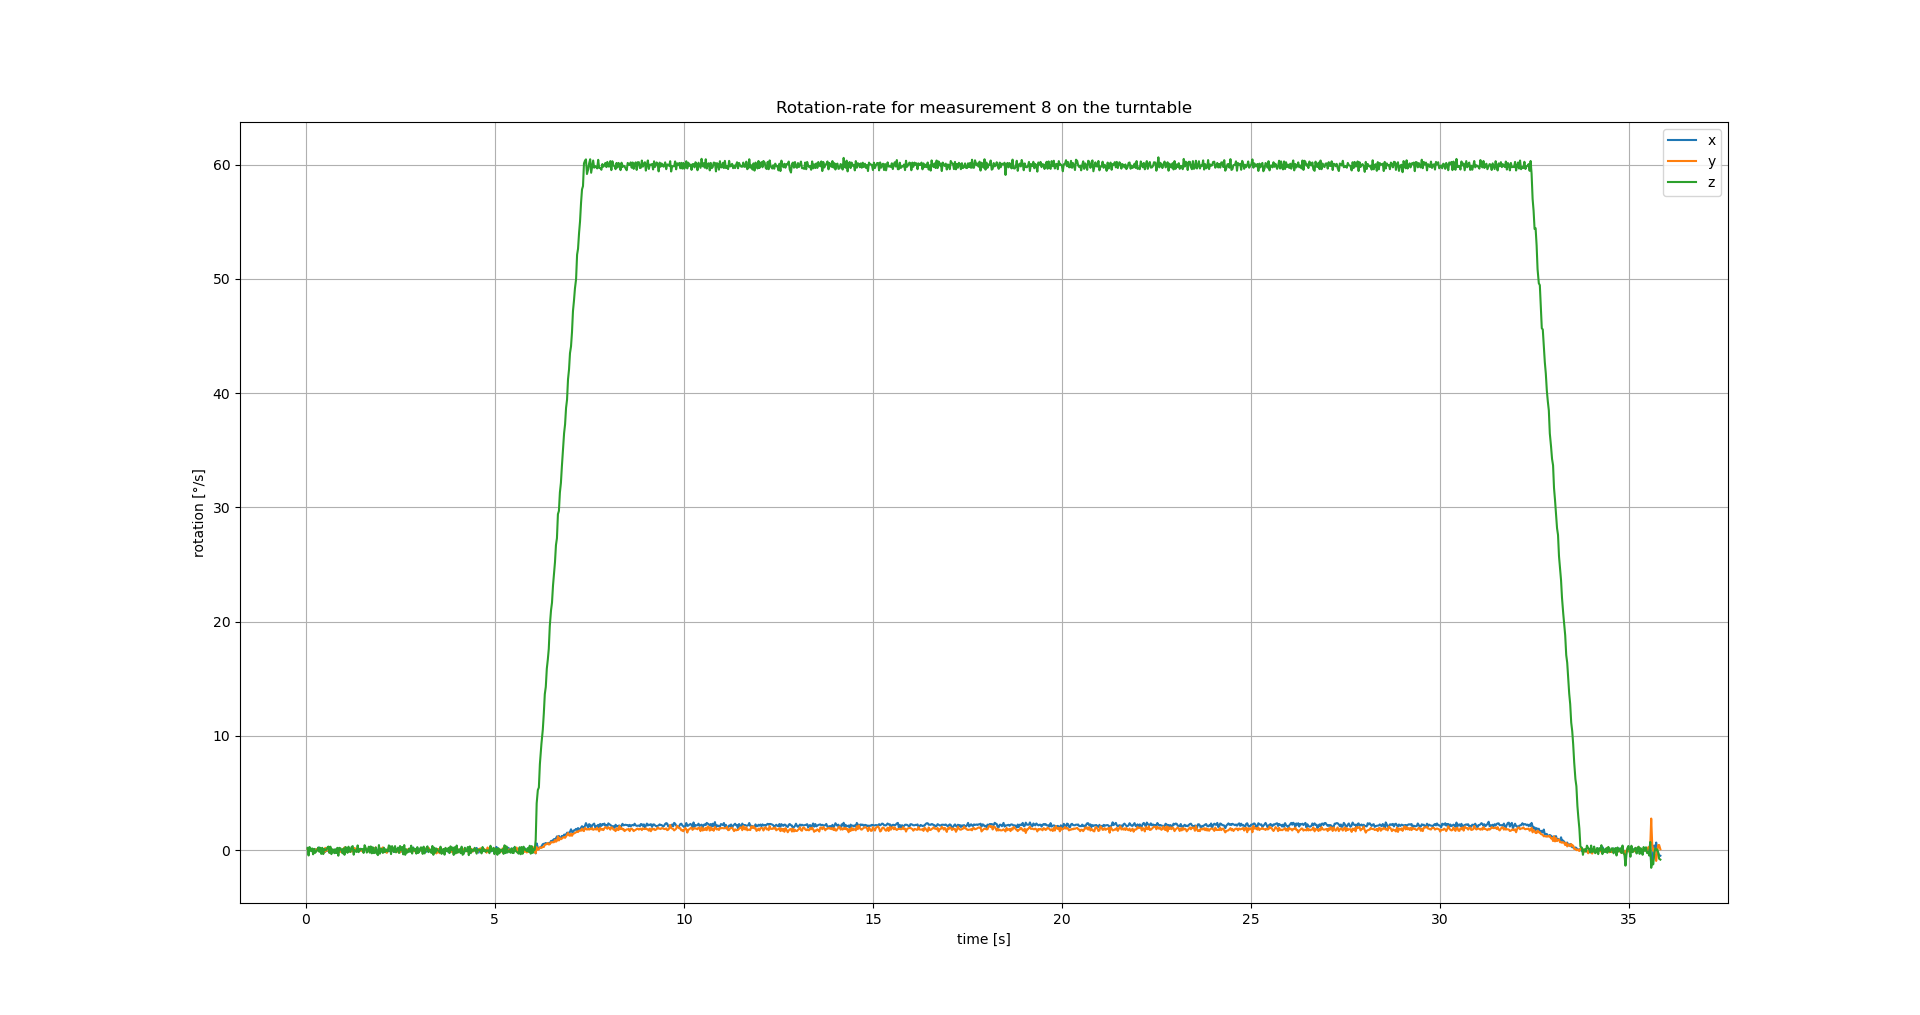 Rotation-rate for measurement 8 on the turntable
x
y
z
60
50
40
30
20
10
0
rotation [°/s]
0 5 10 15 20 25 30 35
time [s]